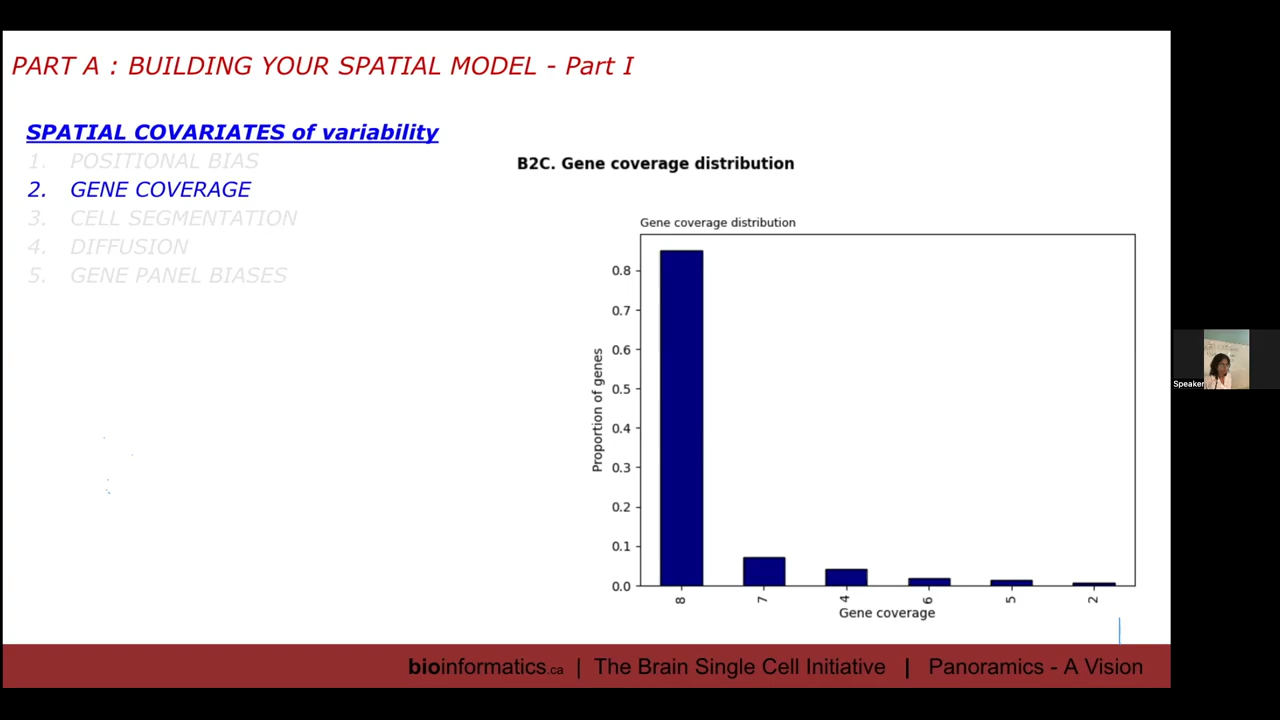 PART A : BUILDING YOUR SPATIAL MODEL - Part I
SPATIAL COVARIATES of variability
1. POSITIONAL BIAS
2. GENE COVERAGE
3. CELL SEGMENTATION
4. DIFFUSION
5. GENE PANEL BIASES
B2C. Gene coverage distribution
Gene coverage distribution
Proportion of genes
0.8
0.7
0.6
0.5
0.4
0.3
0.2
0.1
0.0
8 7 4 6 5 2
Gene coverage
Speaker
bioinformatics.ca | The Brain Single Cell Initiative | Panoramics - A Vision